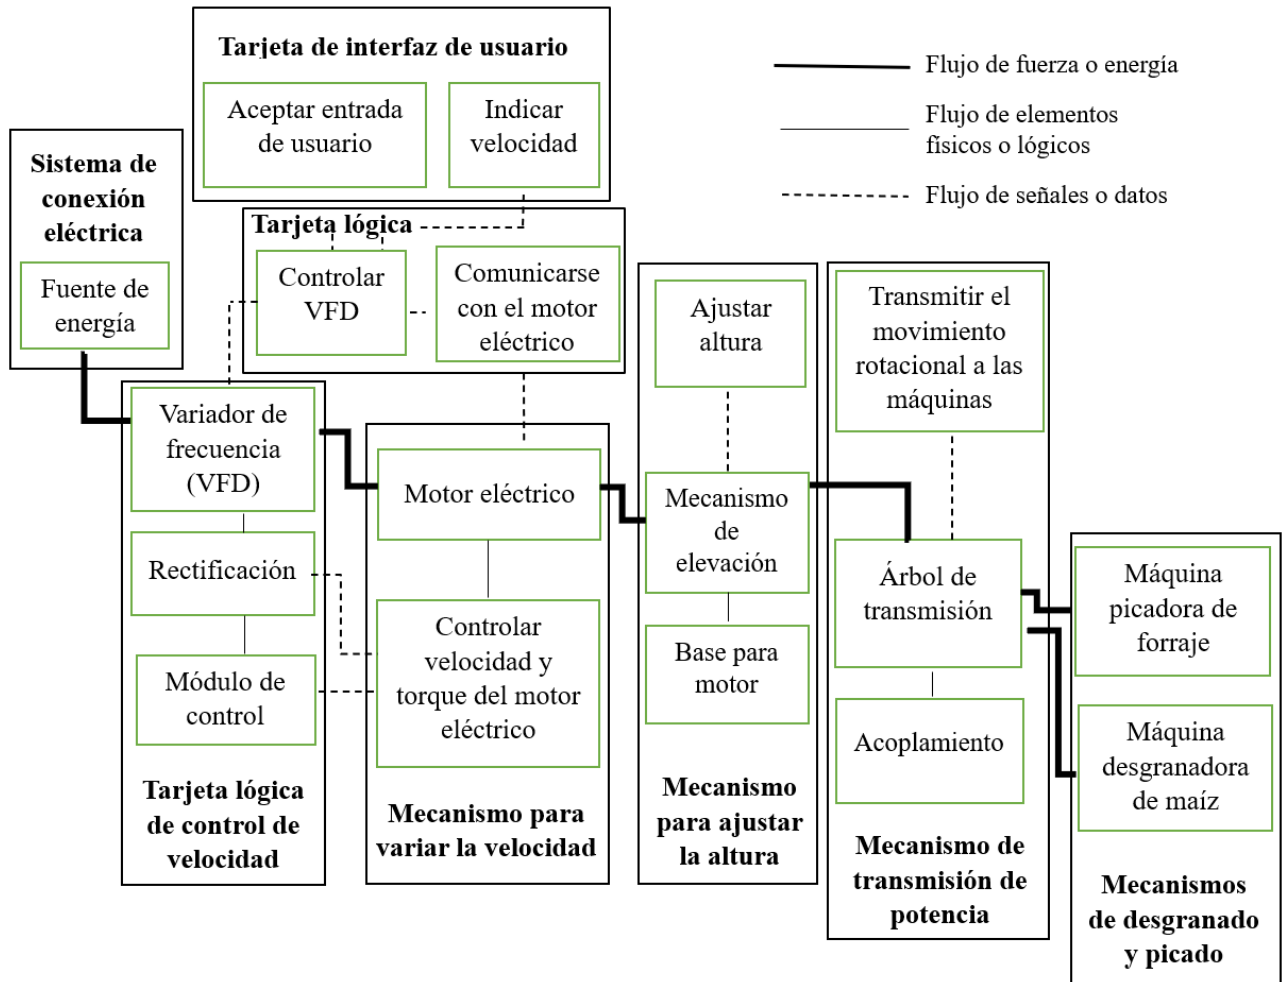 Tarjeta de interfaz de usuario
Aceptar entrada
de usuario
Indicar
velocidad
Flujo de fuerza o energía
Flujo de elementos
físicos o lógicos
Flujo de señales o datos
Sistema de
conexión
eléctrica
Fuente de
energía
Tarjeta lógica
Controlar
VFD
Comunicarse
con el motor
eléctrico
Variador de
frecuencia
(VFD)
Rectificación
Módulo de
control
Tarjeta lógica
de control de
velocidad
Motor eléctrico
Controlar
velocidad y
torque del motor
eléctrico
Mecanismo para
variar la velocidad
Ajustar
altura
Mecanismo
de
elevación
Base para
motor
Mecanismo
para ajustar
la altura
Transmitir el
movimiento
rotacional a las
máquinas
Árbol de
transmisión
Acoplamiento
Mecanismo de
transmisión de
potencia
Máquina
picadora de
forraje
Máquina
desgranadora
de maíz
Mecanismos
de desgranado
y picado